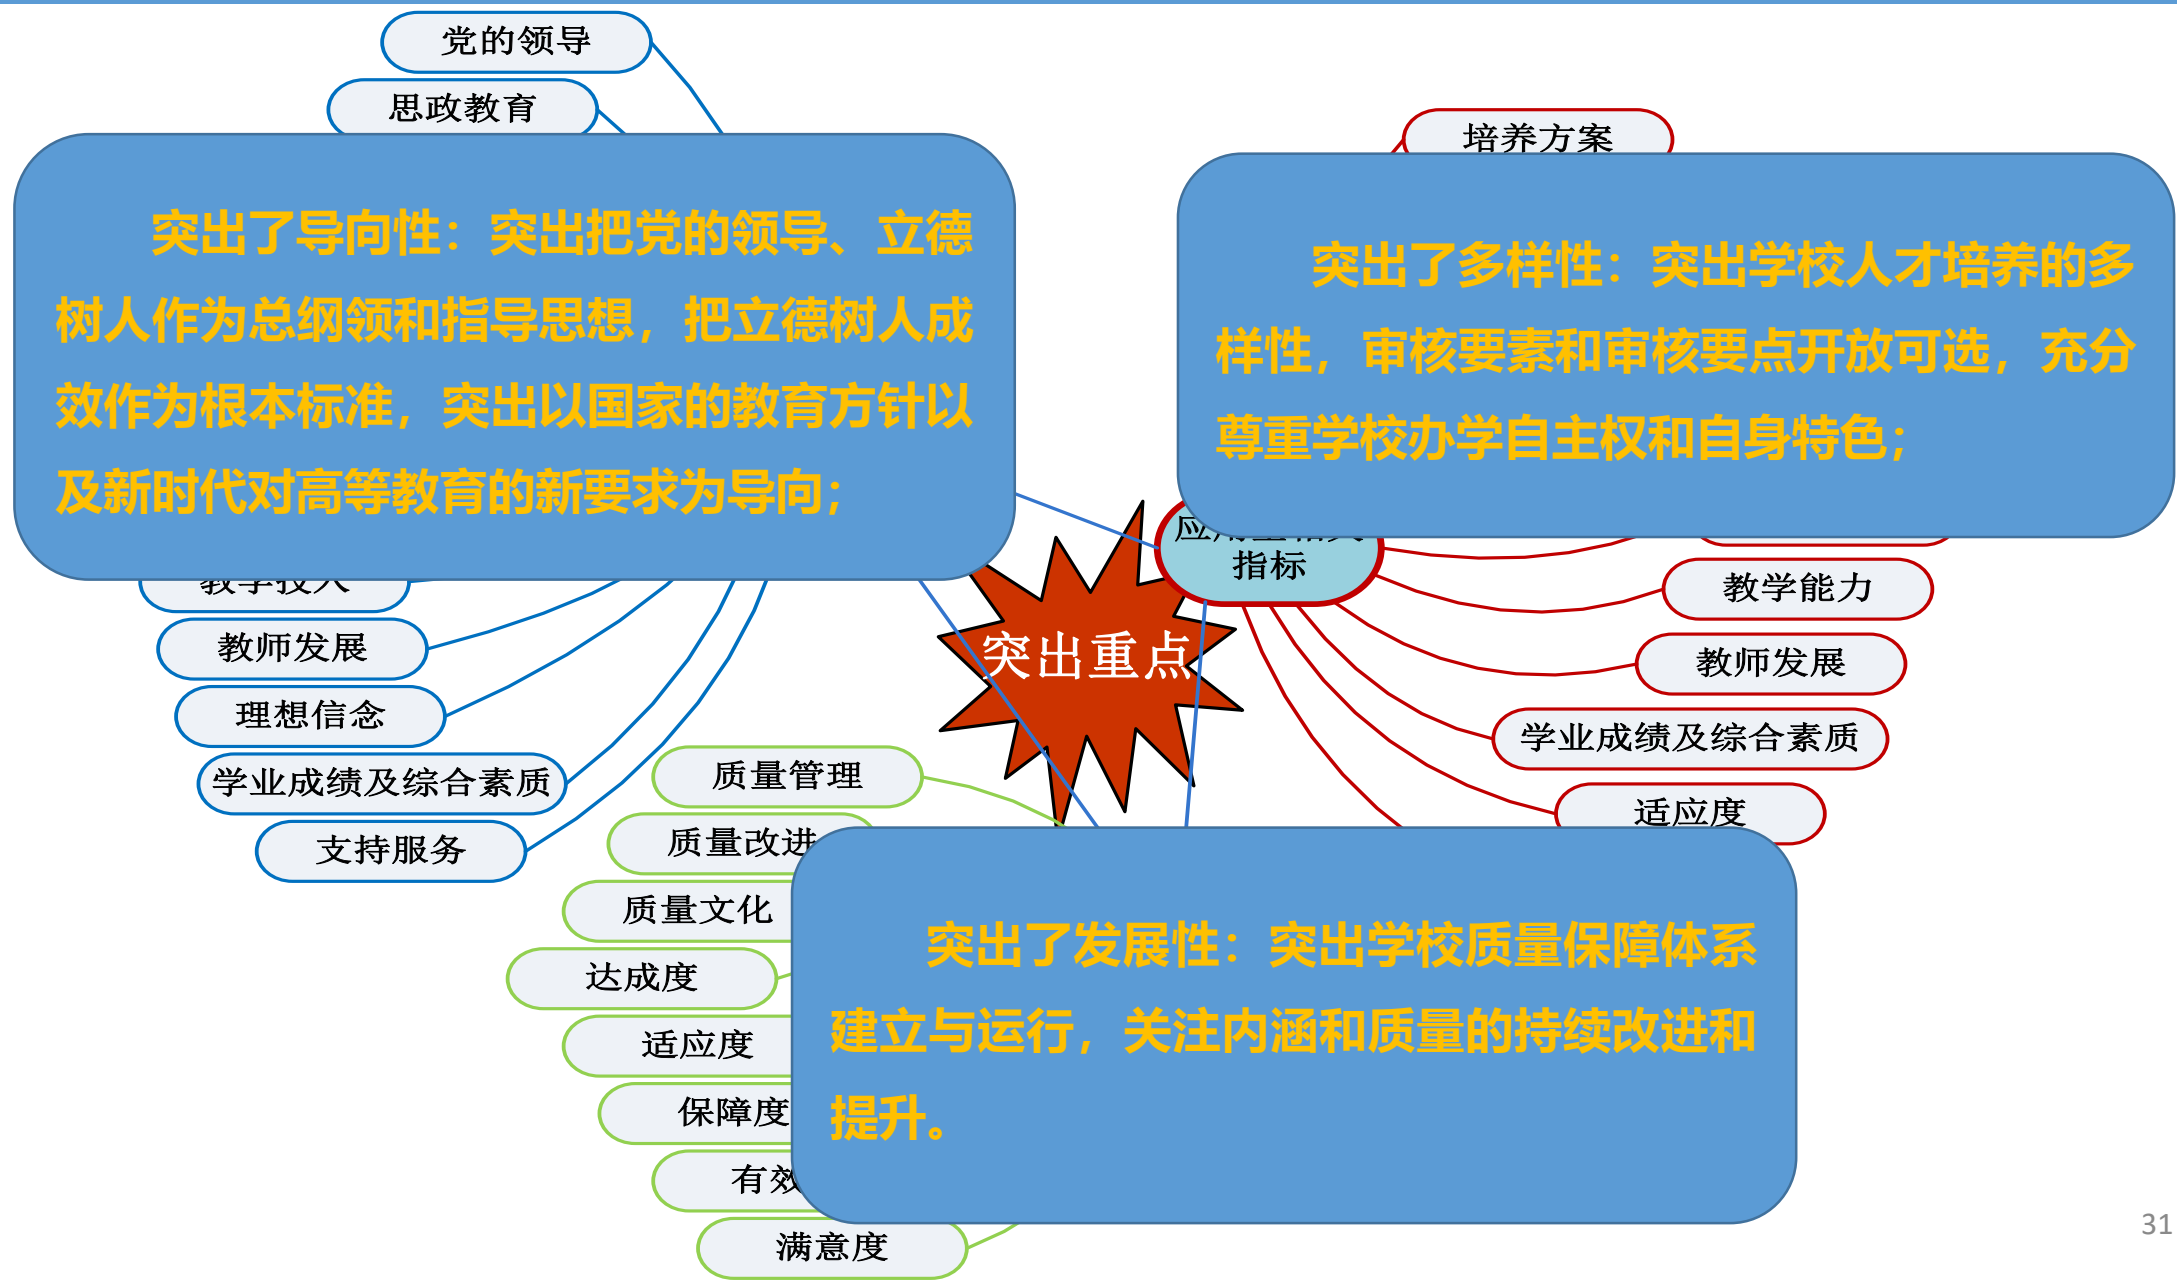 党的领导
思政教育
突出了导向性：突出把党的领导、立德
树人作为总纲领和指导思想，把立德树人成
效作为根本标准，突出以国家的教育方针以
及新时代对高等教育的新要求为导向；
教师发展
理想信念
学业成绩及综合素质
支持服务
培养方案
突出了多样性：突出学校人才培养的多
样性，审核要素和审核要点开放可选，充分
尊重学校办学自主权和自身特色；
指标
教学能力
教师发展
学业成绩及综合素质
适应度
突出重点
质量管理
质量改进
质量文化
达成度
适应度
保障度
有效
满意度
突出了发展性：突出学校质量保障体系
建立与运行，关注内涵和质量的持续改进和
提升。
31